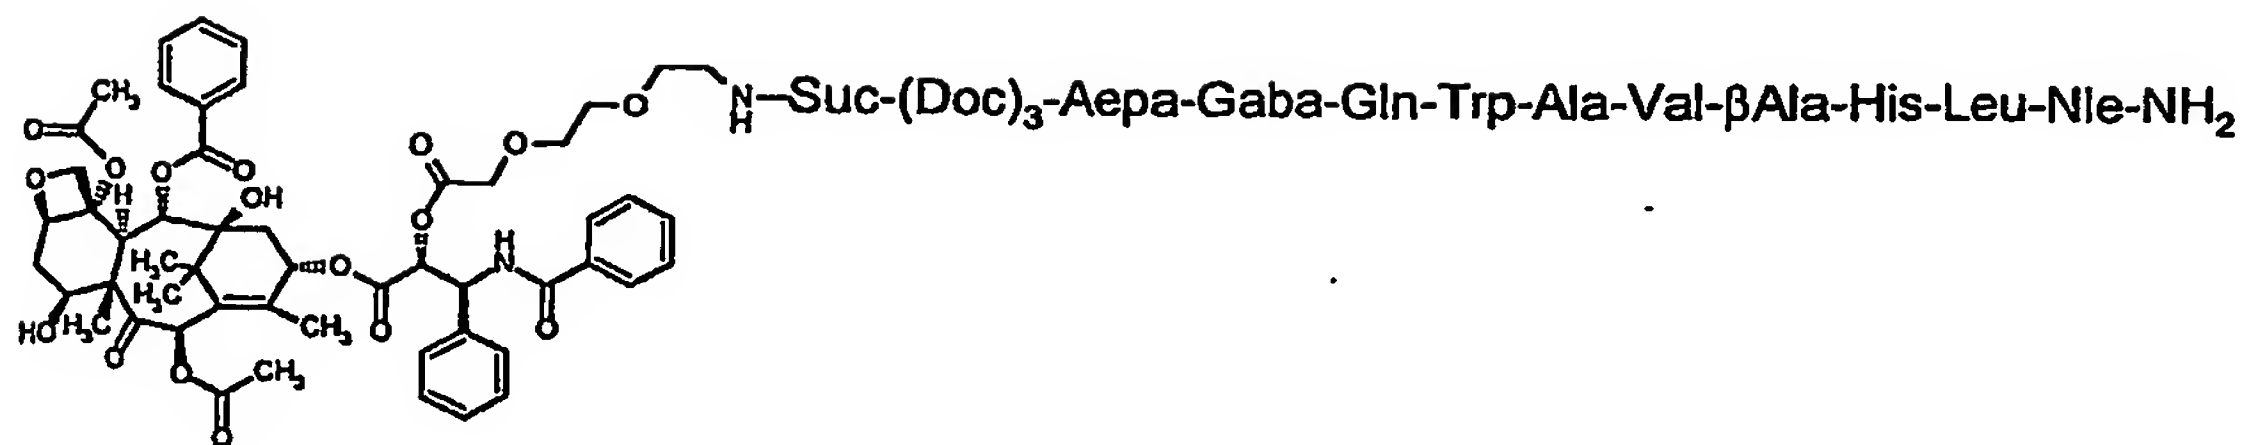 CH₃
O
N-Suc-(Doc)₃-Aepa-Gaba-Gln-Trp-Ala-Val-βAla-His-Leu-Nle-NH₂
H
O
O
O
O
O
O
O
H
OH
O
H
N
H₃C
O
H₃C
HO
H₃C
CH₃
O
O
O
O
CH₃
O